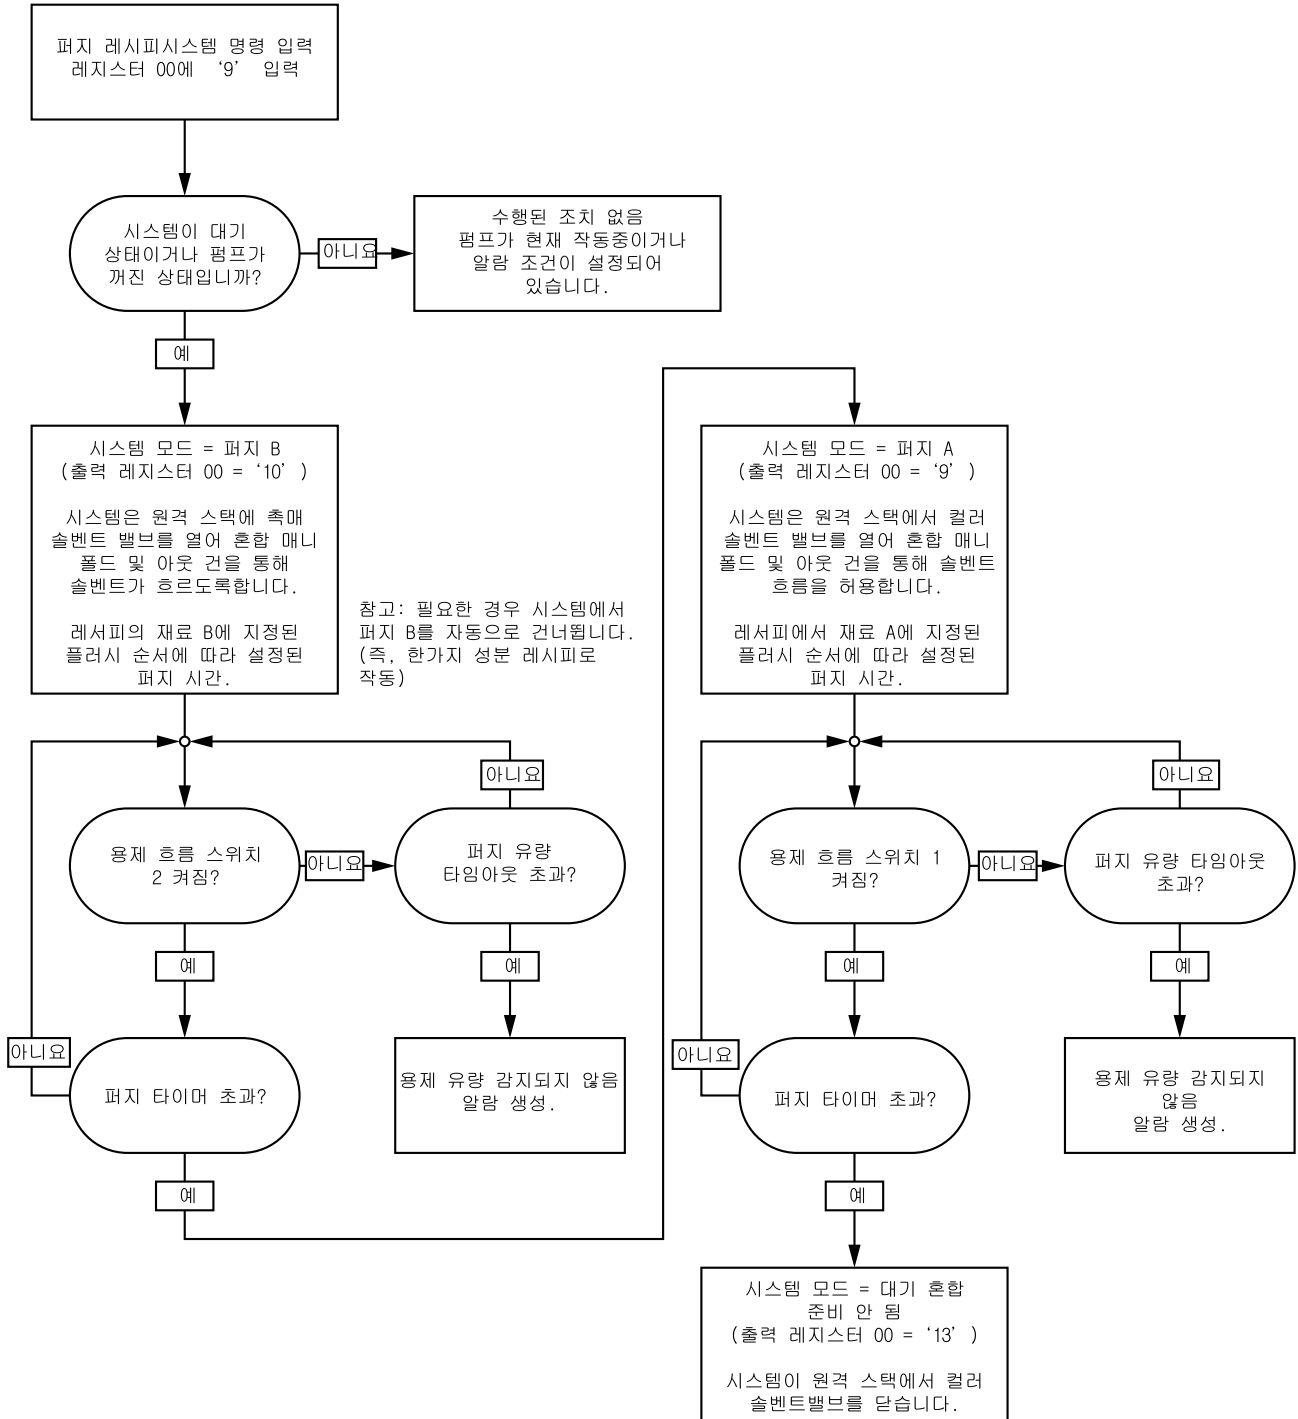 퍼지 레시피시스템 명령 입력
레지스터 00에 ‘9’ 입력
시스템이 대기
상태이거나 펌프가
꺼진 상태입니까?
아니요
수행된 조치 없음
펌프가 현재 작동중이거나
알람 조건이 설정되어
있습니다.
예
시스템 모드 = 퍼지 B
(출력 레지스터 00 = ‘10’ )
시스템은 원격 스택에 촉매
솔벤트 밸브를 열어 혼합 매니
폴드 및 아웃 건을 통해
솔벤트가 흐르도록합니다.
레서피의 재료 B에 지정된
플러시 순서에 따라 설정된
퍼지 시간.
참고: 필요한 경우 시스템에서
퍼지 B를 자동으로 건너뜁니다.
(즉, 한가지 성분 레시피로
작동)
아니요
용제 흐름 스위치
2 켜짐?
아니요
퍼지 유량
타임아웃 초과?
예
예
아니요
퍼지 타이머 초과?
용제 유량 감지되지 않음
알람 생성.
예
시스템 모드 = 퍼지 A
(출력 레지스터 00 = ‘9’ )
시스템은 원격 스택에서 컬러
솔벤트 밸브를 열어 혼합 매니
폴드 및 아웃 건을 통해 솔벤트
흐름을 허용합니다.
레서피에서 재료 A에 지정된
플러시 순서에 따라 설정된
퍼지 시간.
아니요
용제 흐름 스위치 1
켜짐?
아니요
퍼지 유량 타임아웃
초과?
예
예
아니요
퍼지 타이머 초과?
용제 유량 감지되지
않음
알람 생성.
예
시스템 모드 = 대기 혼합
준비 안 됨
(출력 레지스터 00 = ‘13’ )
시스템이 원격 스택에서 컬러
솔벤트밸브를 닫습니다.